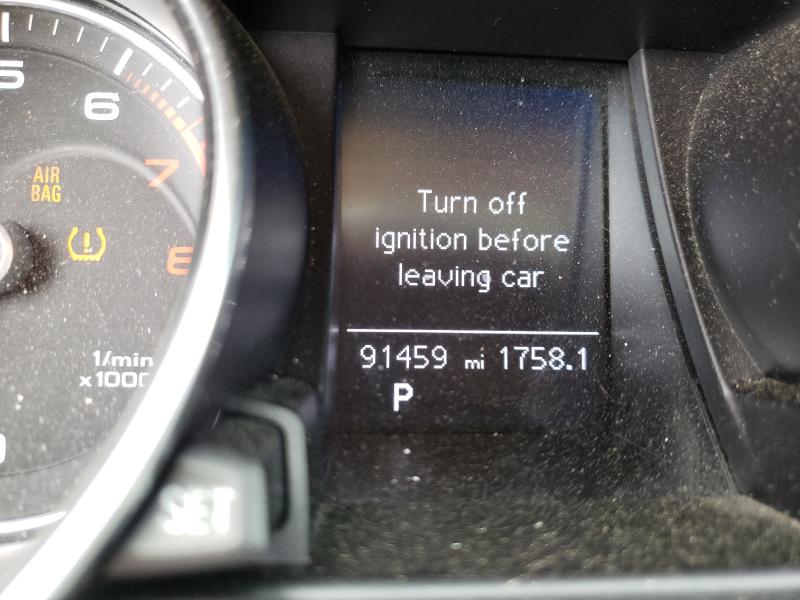 5
6
7
8
AIR
BAG
1/min
x1000
Turn off
ignition before
leaving car
91459 mi 1758.1
P
SET